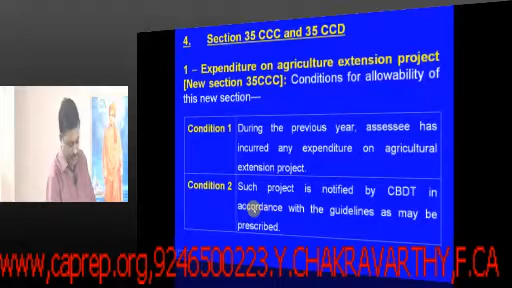 4. Section 35 CCC and 35 CCD
1 – Expenditure on agriculture extension project
[New section 35CCC]: Conditions for allowability of
this new section—
Condition 1 During the previous year, assessee has
incurred any expenditure on agricultural
extension project.
Condition 2 Such project is notified by CBDT in
accordance with the guidelines as may be
prescribed.
www,caprep.org,9246500223.Y.CHAKRAVARTHY,F.CA